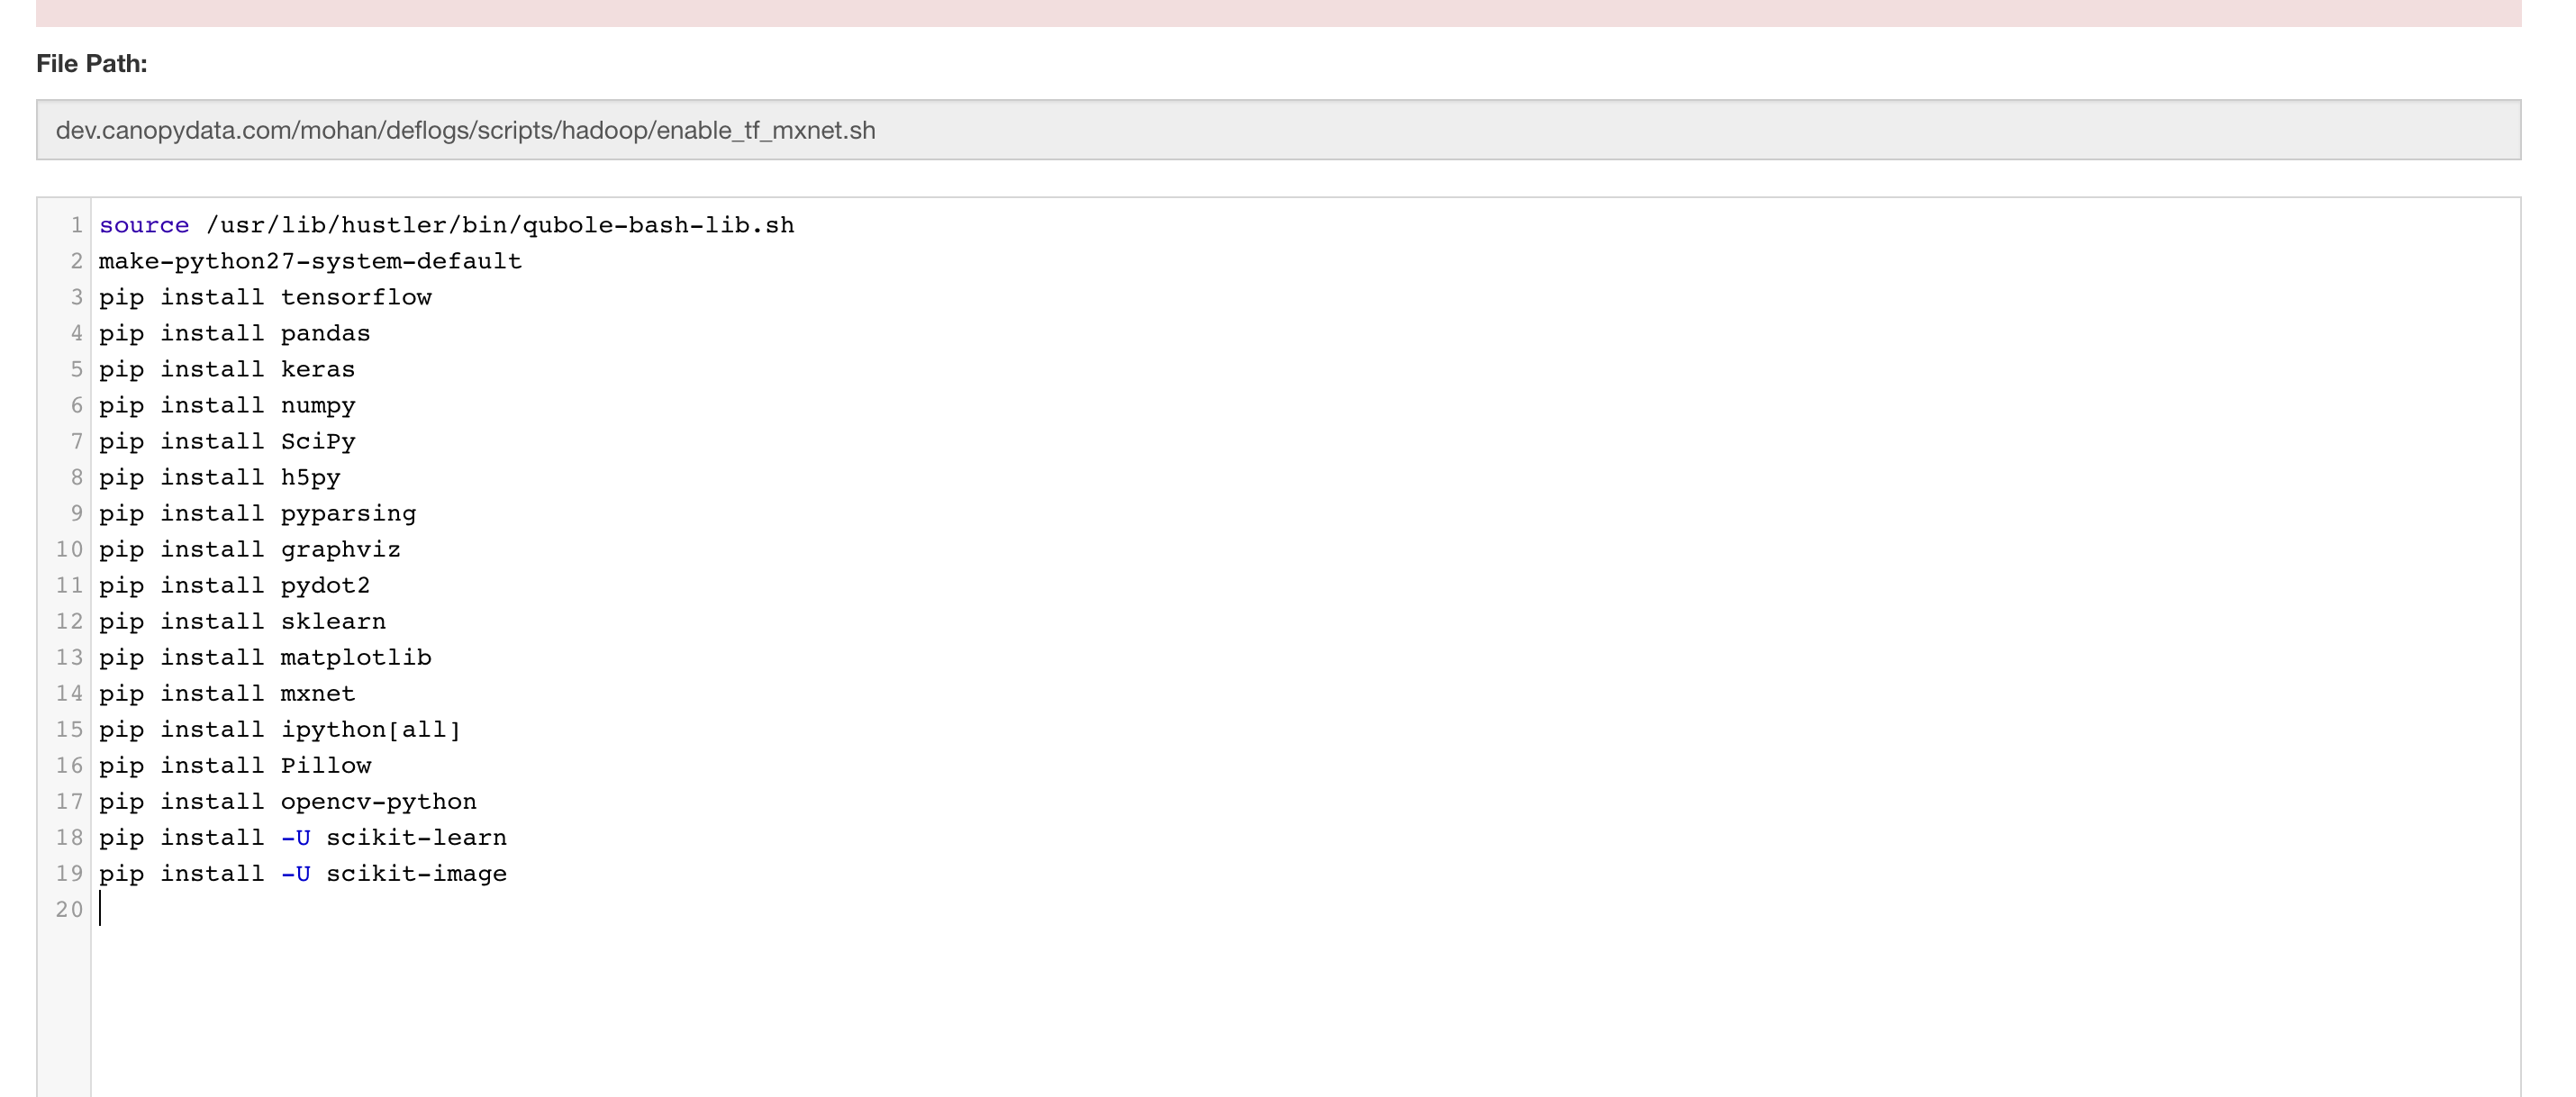 File Path:
dev.canopydata.com/mohan/deflogs/scripts/hadoop/enable_tf_mxnet.sh
1 source /usr/lib/hustler/bin/qubole-bash-lib.sh
2 make-python27-system-default
3 pip install tensorflow
4 pip install pandas
5 pip install keras
6 pip install numpy
7 pip install SciPy
8 pip install h5py
9 pip install pyparsing
10 pip install graphviz
11 pip install pydot2
12 pip install sklearn
13 pip install matplotlib
14 pip install mxnet
15 pip install ipython[all]
16 pip install Pillow
17 pip install opencv-python
18 pip install -U scikit-learn
19 pip install -U scikit-image
20